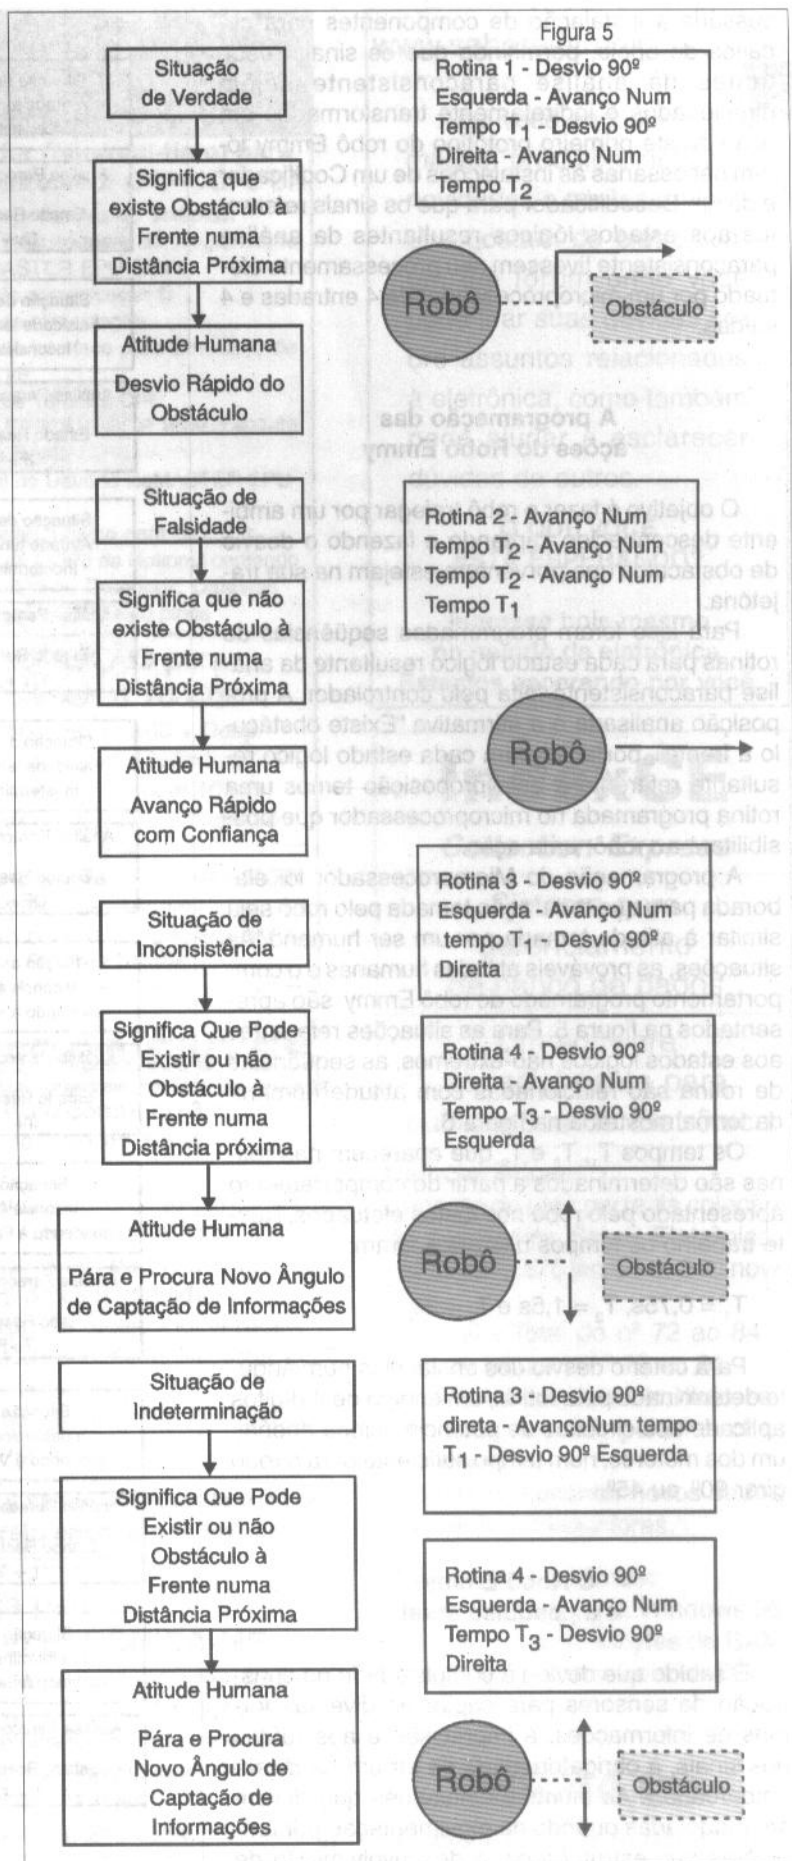 Figura 5
Situação
de Verdade
Significa que
existe Obstáculo à
Frente numa
Distância Próxima
Atitude Humana
Desvio Rápido do
Obstáculo
Rotina 1 - Desvio 90º
Esquerda - Avanço Num
Tempo T1 - Desvio 90º
Direita - Avanço Num
Tempo T2
Robô
Obstáculo
Situação de
Falsidade
Significa que não
existe Obstáculo à
Frente numa
Distância Próxima
Atitude Humana
Avanço Rápido
com Confiança
Rotina 2 - Avanço Num
Tempo T2 - Avanço Num
Tempo T2 - Avanço Num
Tempo T1
Robô
Situação de
Inconsistência
Significa Que Pode
Existir ou não
Obstáculo à
Frente numa
Distância próxima
Atitude Humana
Pára e Procura Novo Ângulo
de Captação de Informações
Rotina 3 - Desvio 90º
Esquerda - Avanço Num
tempo T1 - Desvio 90º
Direita
Rotina 4 - Desvio 90º
Direita - Avanço Num
Tempo T3 - Desvio 90º
Esquerda
Robô
Obstáculo
Situação de
Indeterminação
Significa Que Pode
Existir ou não
Obstáculo à
Frente numa
Distância Próxima
Atitude Humana
Pára e Procura
Novo Ângulo de
Captação de
Informações
Rotina 3 - Desvio 90º
direta - AvançoNum tempo
T1 - Desvio 90º Esquerda
Rotina 4 - Desvio 90º
Esquerda - Avanço Num
Tempo T3 - Desvio 90º
Direita
Robô
Obstáculo